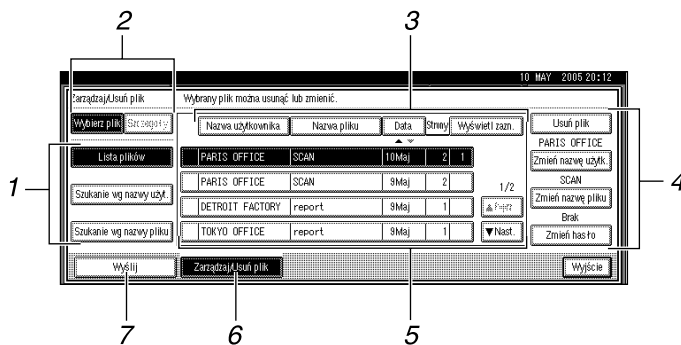 2
3
10 MAY 2005 20:12
Zarządzaj/Usuń plik Wybrany plik można usunąć lub zmienić.
Wybierz plik Szczegóły Nazwa użytkownika Nazwa pliku Data Strony Wyświetl zazn. Usuń plik
PARIS OFFICE
1 Lista plików PARIS OFFICE SCAN 10Maj 2 1 Zmień nazwę użytk.
4
PARIS OFFICE SCAN 9Maj 2 SCAN
Szukanie wg nazwy użyt. 1/2 Zmień nazwę pliku
DETROIT FACTORY report 9Maj 1
Brak
Szukanie wg nazwy pliku TOKYO OFFICE report 9Maj 1 ▼Nast. Zmień hasło
Wyślij Zarządzaj/Usuń plik Wyjście
7 6 5